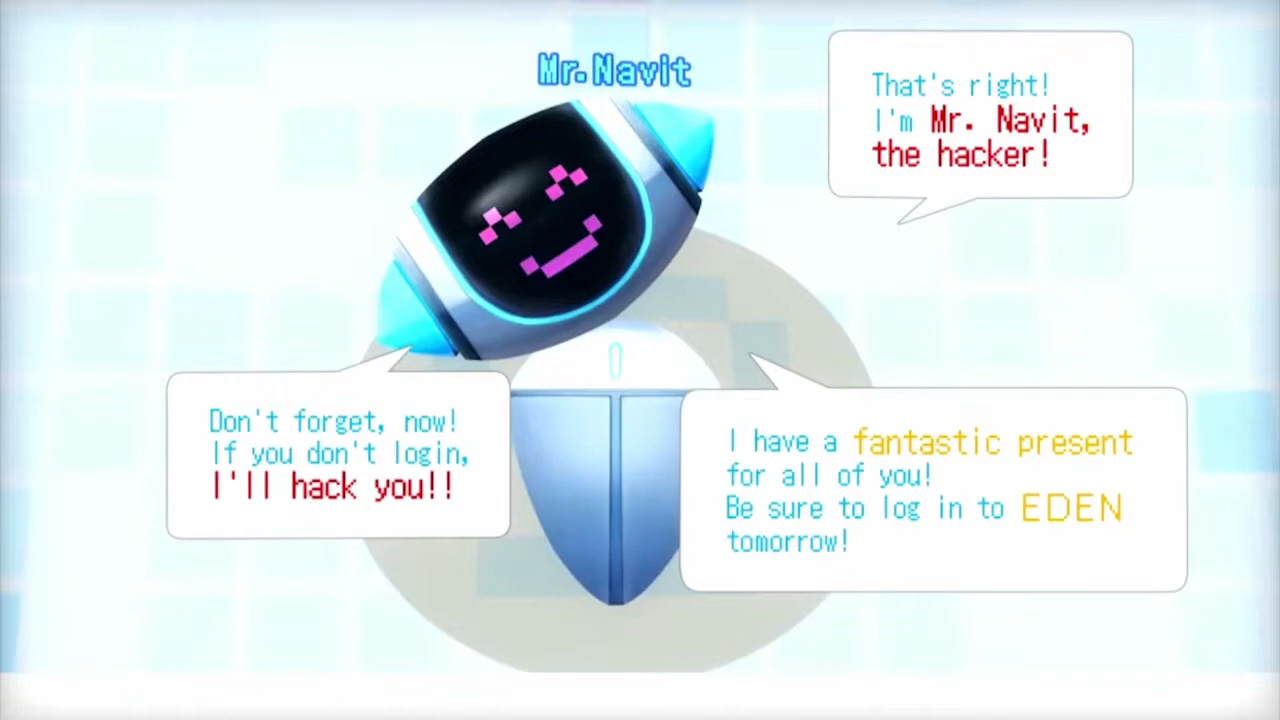 Mr.Navit
That's right!
I'm Mr. Navit,
the hacker!
Don't forget, now!
If you don't login,
I'll hack you!!
I have a fantastic present
for all of you!
Be sure to log in to EDEN
tomorrow!